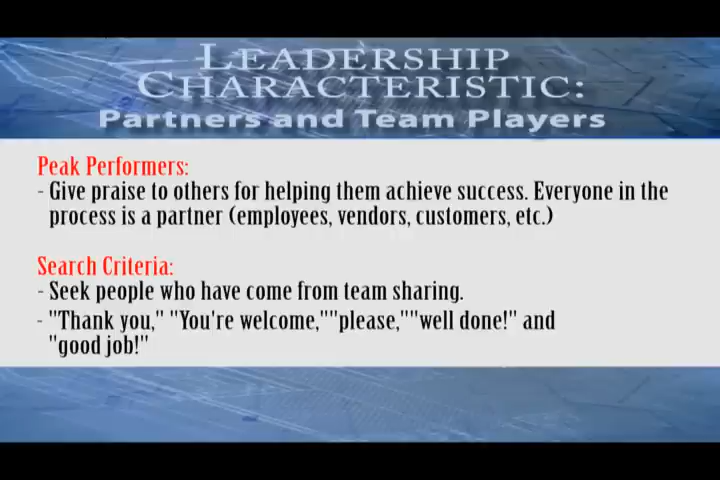 LEADERSHIP
CHARACTERISTIC:
Partners and Team Players
Peak Performers:
- Give praise to others for helping them achieve success. Everyone in the
process is a partner (employees, vendors, customers, etc.)
Search Criteria:
- Seek people who have come from team sharing.
- "Thank you," "You're welcome,""please,""well done!" and
"good job!"